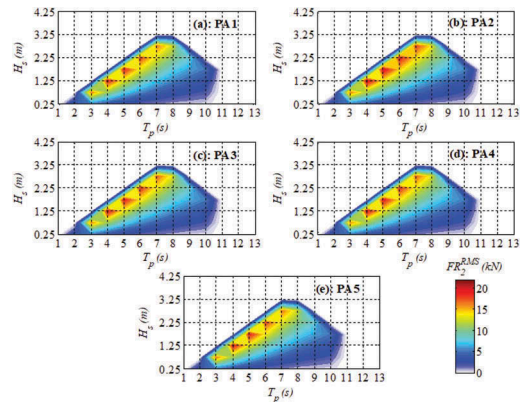 4.25 (a): PA1 4.25 (b): PA2
3.25 3.25
H_s (m) 2.25 H_s (m) 2.25
1.25 1.25
0.25 0.25
1 2 3 4 5 6 7 8 9 10 11 12 13 1 2 3 4 5 6 7 8 9 10 11 12 13
T_p (s) T_p (s)
4.25 (c): PA3 4.25 (d): PA4
3.25 3.25
H_s (m) 2.25 H_s (m) 2.25
1.25 1.25
0.25 0.25
1 2 3 4 5 6 7 8 9 10 11 12 13 1 2 3 4 5 6 7 8 9 10 11 12 13
T_p (s) T_p (s)
4.25 (e): PA5 FR_2^{RMS} (kN)
3.25 20
H_s (m) 2.25 15
1.25 10
0.25 5
1 2 3 4 5 6 7 8 9 10 11 12 13 0
T_p (s)